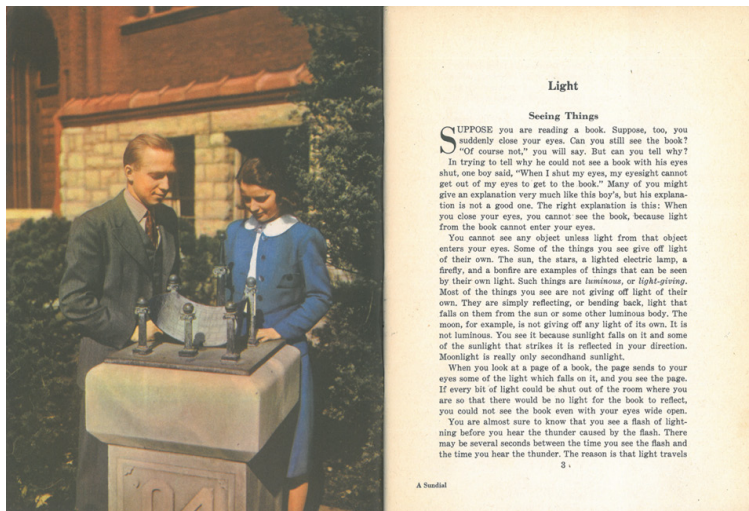 Light
Seeing Things
SUPPOSE you are reading a book. Suppose, too, you
suddenly close your eyes. Can you still see the book?
"Of course not," you will say. But can you tell why?
In trying to tell why he could not see a book with his eyes
shut, one boy said, "When I shut my eyes, my eyesight cannot
get out of my eyes to get to the book." Many of you might
give an explanation very much like this boy's, but his explana-
tion is not a good one. The right explanation is this: When
you close your eyes, you cannot see the book, because light
from the book cannot enter your eyes.
You cannot see any object unless light from that object
enters your eyes. Some of the things you see give off light
of their own. The sun, the stars, a lighted electric lamp, a
firefly, and a bonfire are examples of things that can be seen
by their own light. Such things are luminous, or light-giving.
Most of the things you see are not giving off light of their
own. They are simply reflecting, or bending back, light that
falls on them from the sun or some other luminous body. The
moon, for example, is not giving off any light of its own. It is
not luminous. You see it because sunlight falls on it and some
of the sunlight that strikes it is reflected in your direction.
Moonlight is really only secondhand sunlight.
When you look at a page of a book, the page sends to your
eyes some of the light which falls on it, and you see the page.
If every bit of light could be shut out of the room where you
are so that there would be no light for the book to reflect,
you could not see the book even with your eyes wide open.
You are almost sure to know that you see a flash of light-
ning before you hear the thunder caused by the flash. There
may be several seconds between the time you see the flash and
the time you hear the thunder. The reason is that light travels
3
A Sundial
04